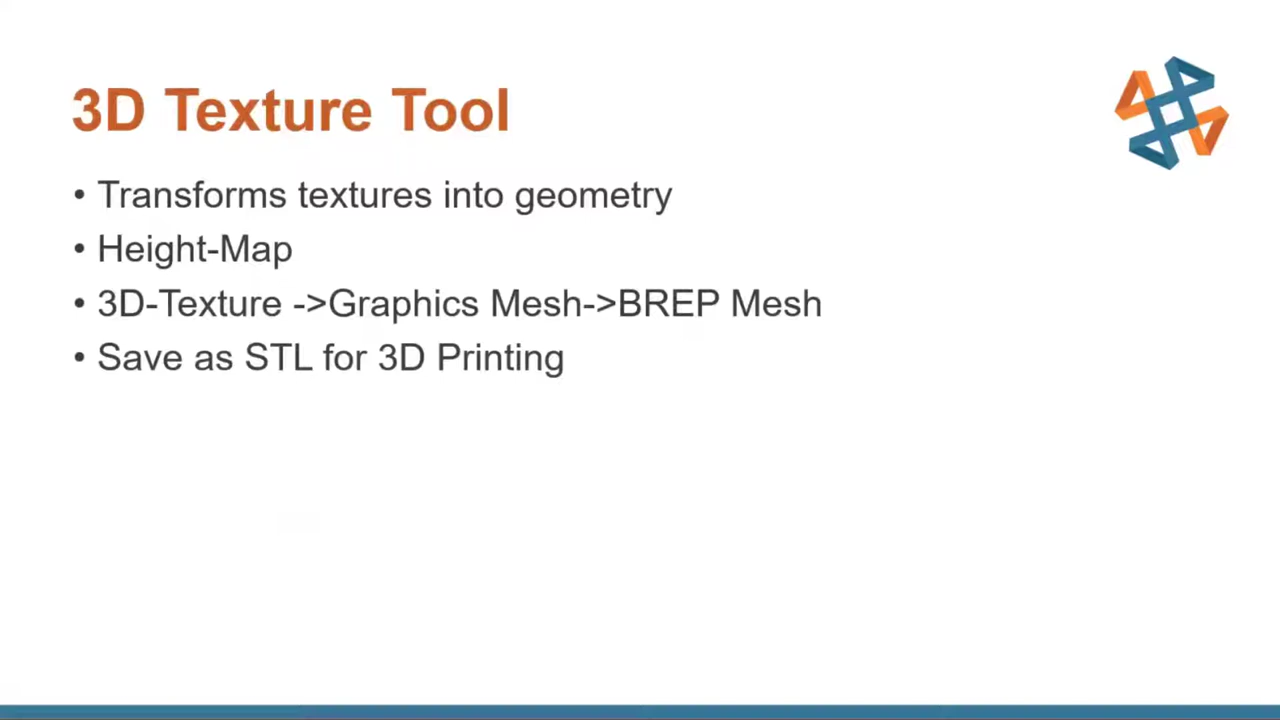 3D Texture Tool
• Transforms textures into geometry
• Height-Map
• 3D-Texture ->Graphics Mesh->BREP Mesh
• Save as STL for 3D Printing